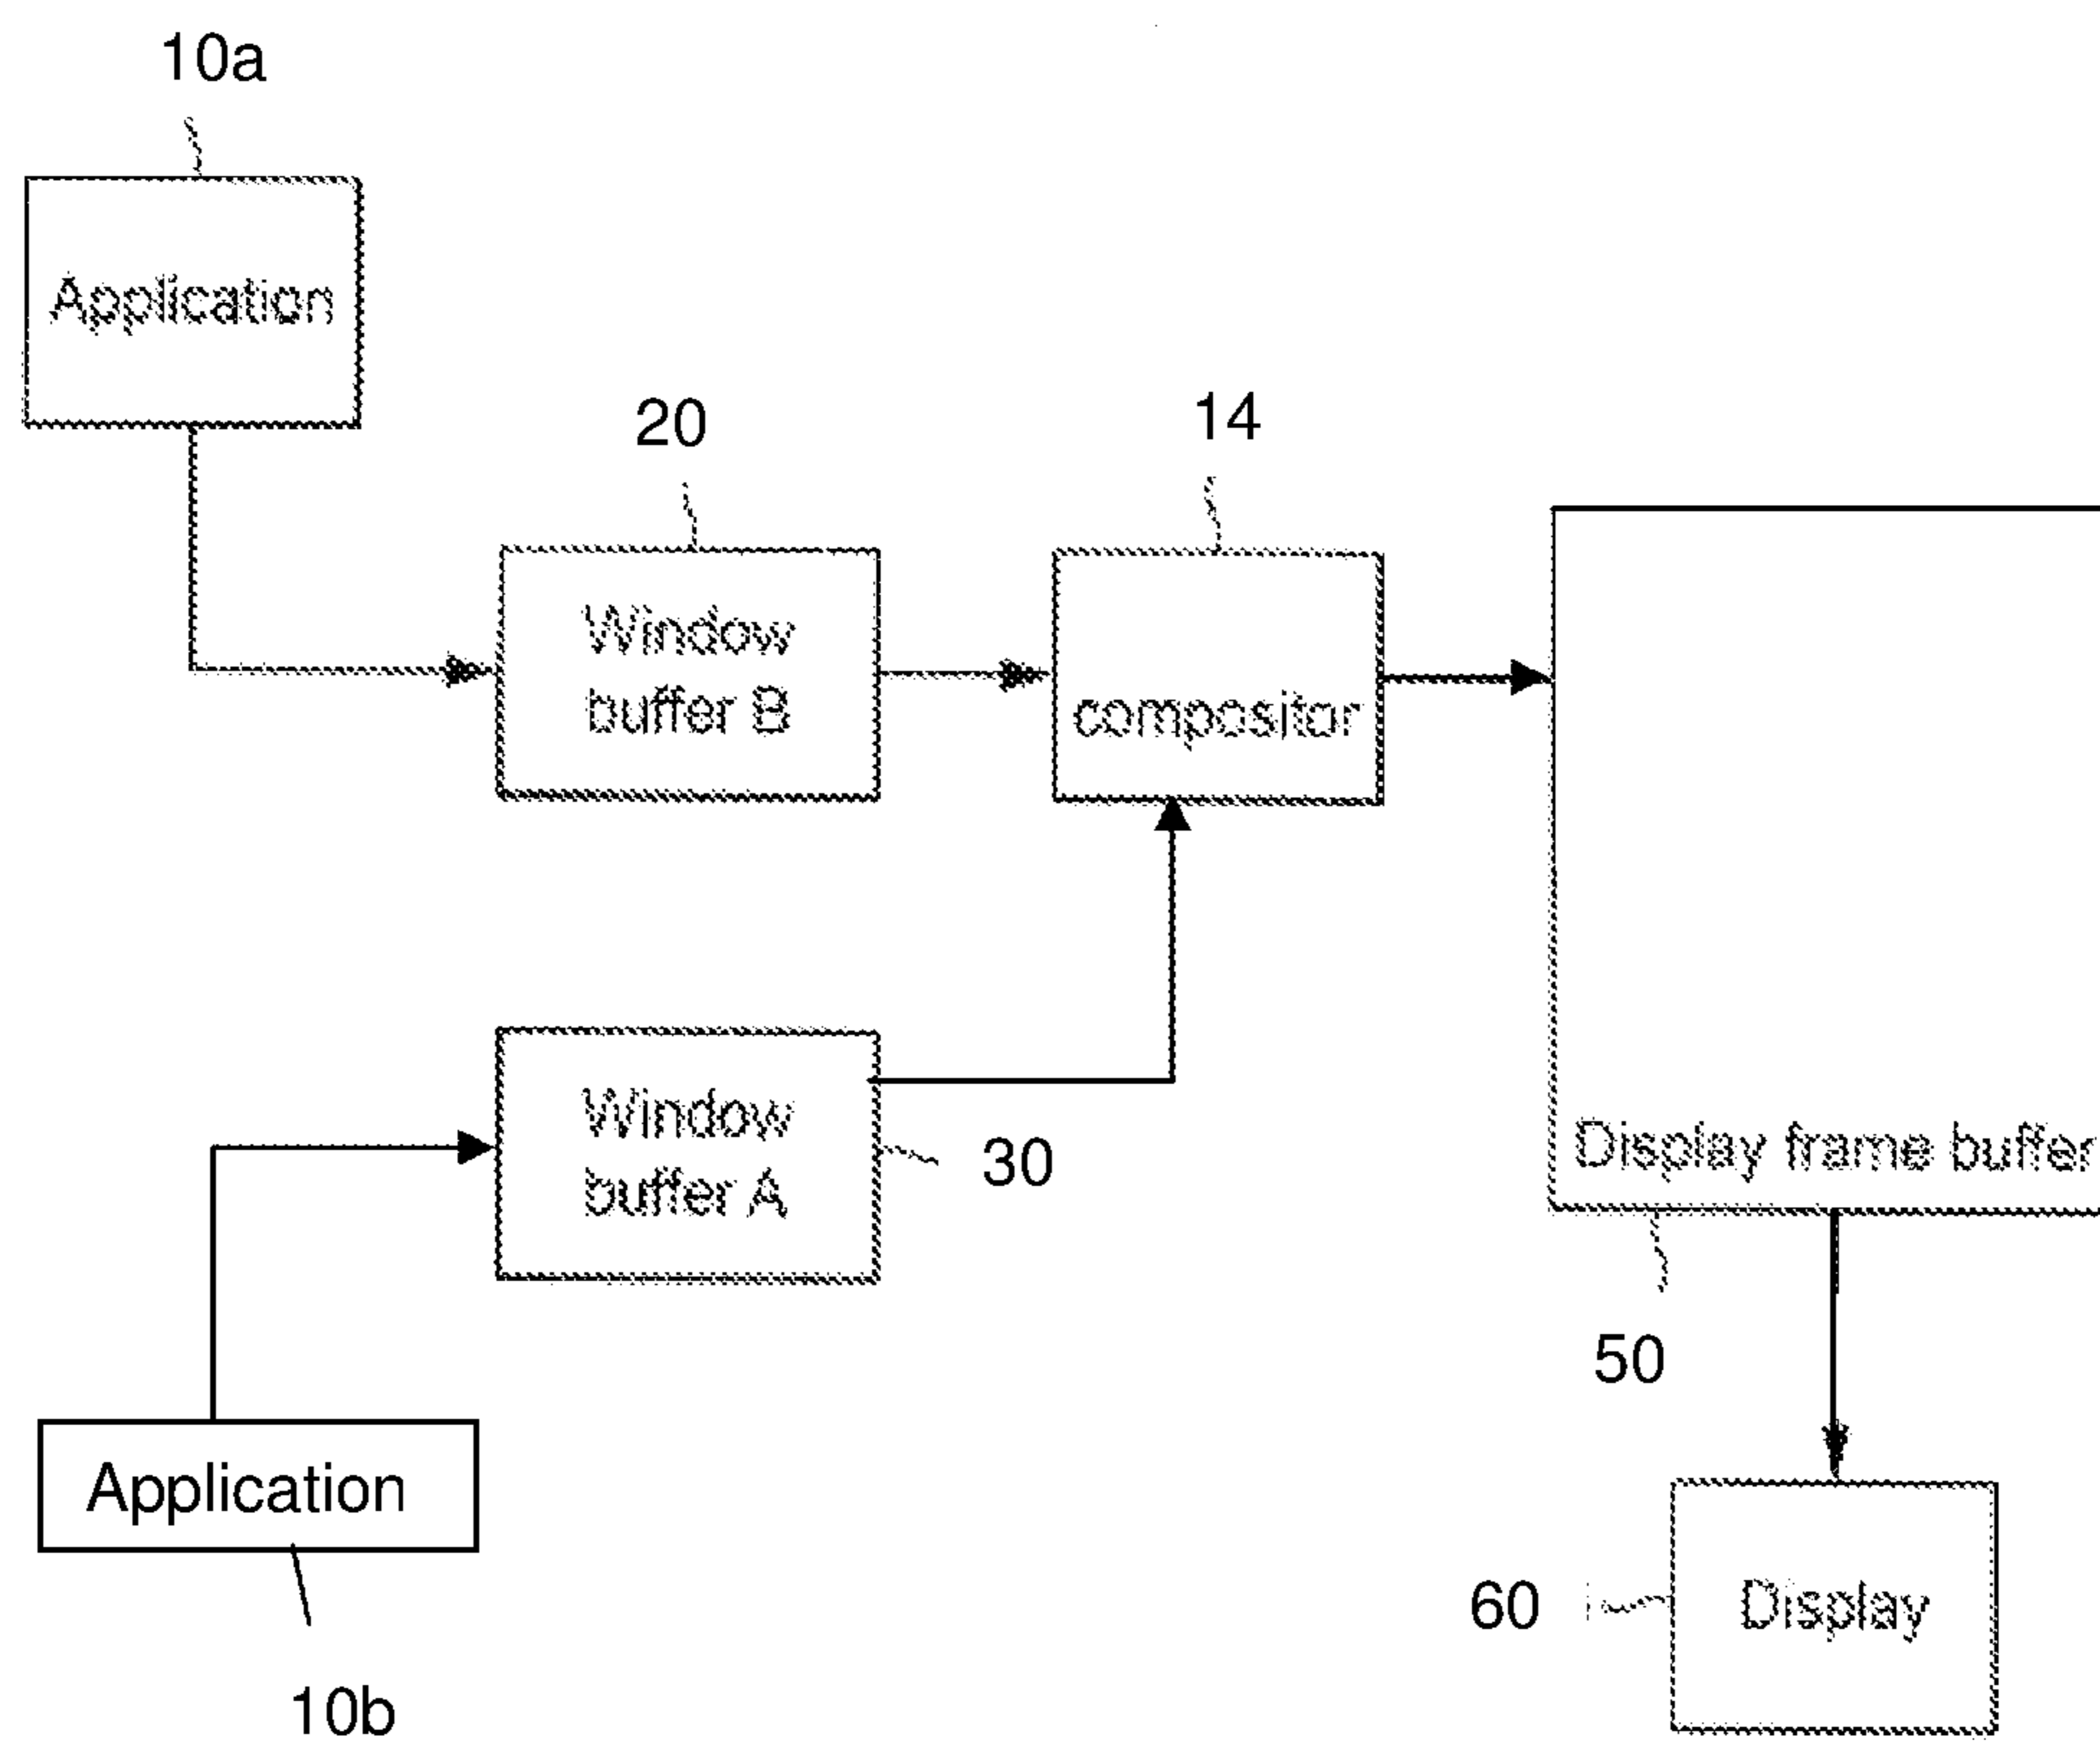 10a
Application
20
14
Window
buffer B
compositor
Window
buffer A
30
Display frame buffer
50
Application
60
Display
10b